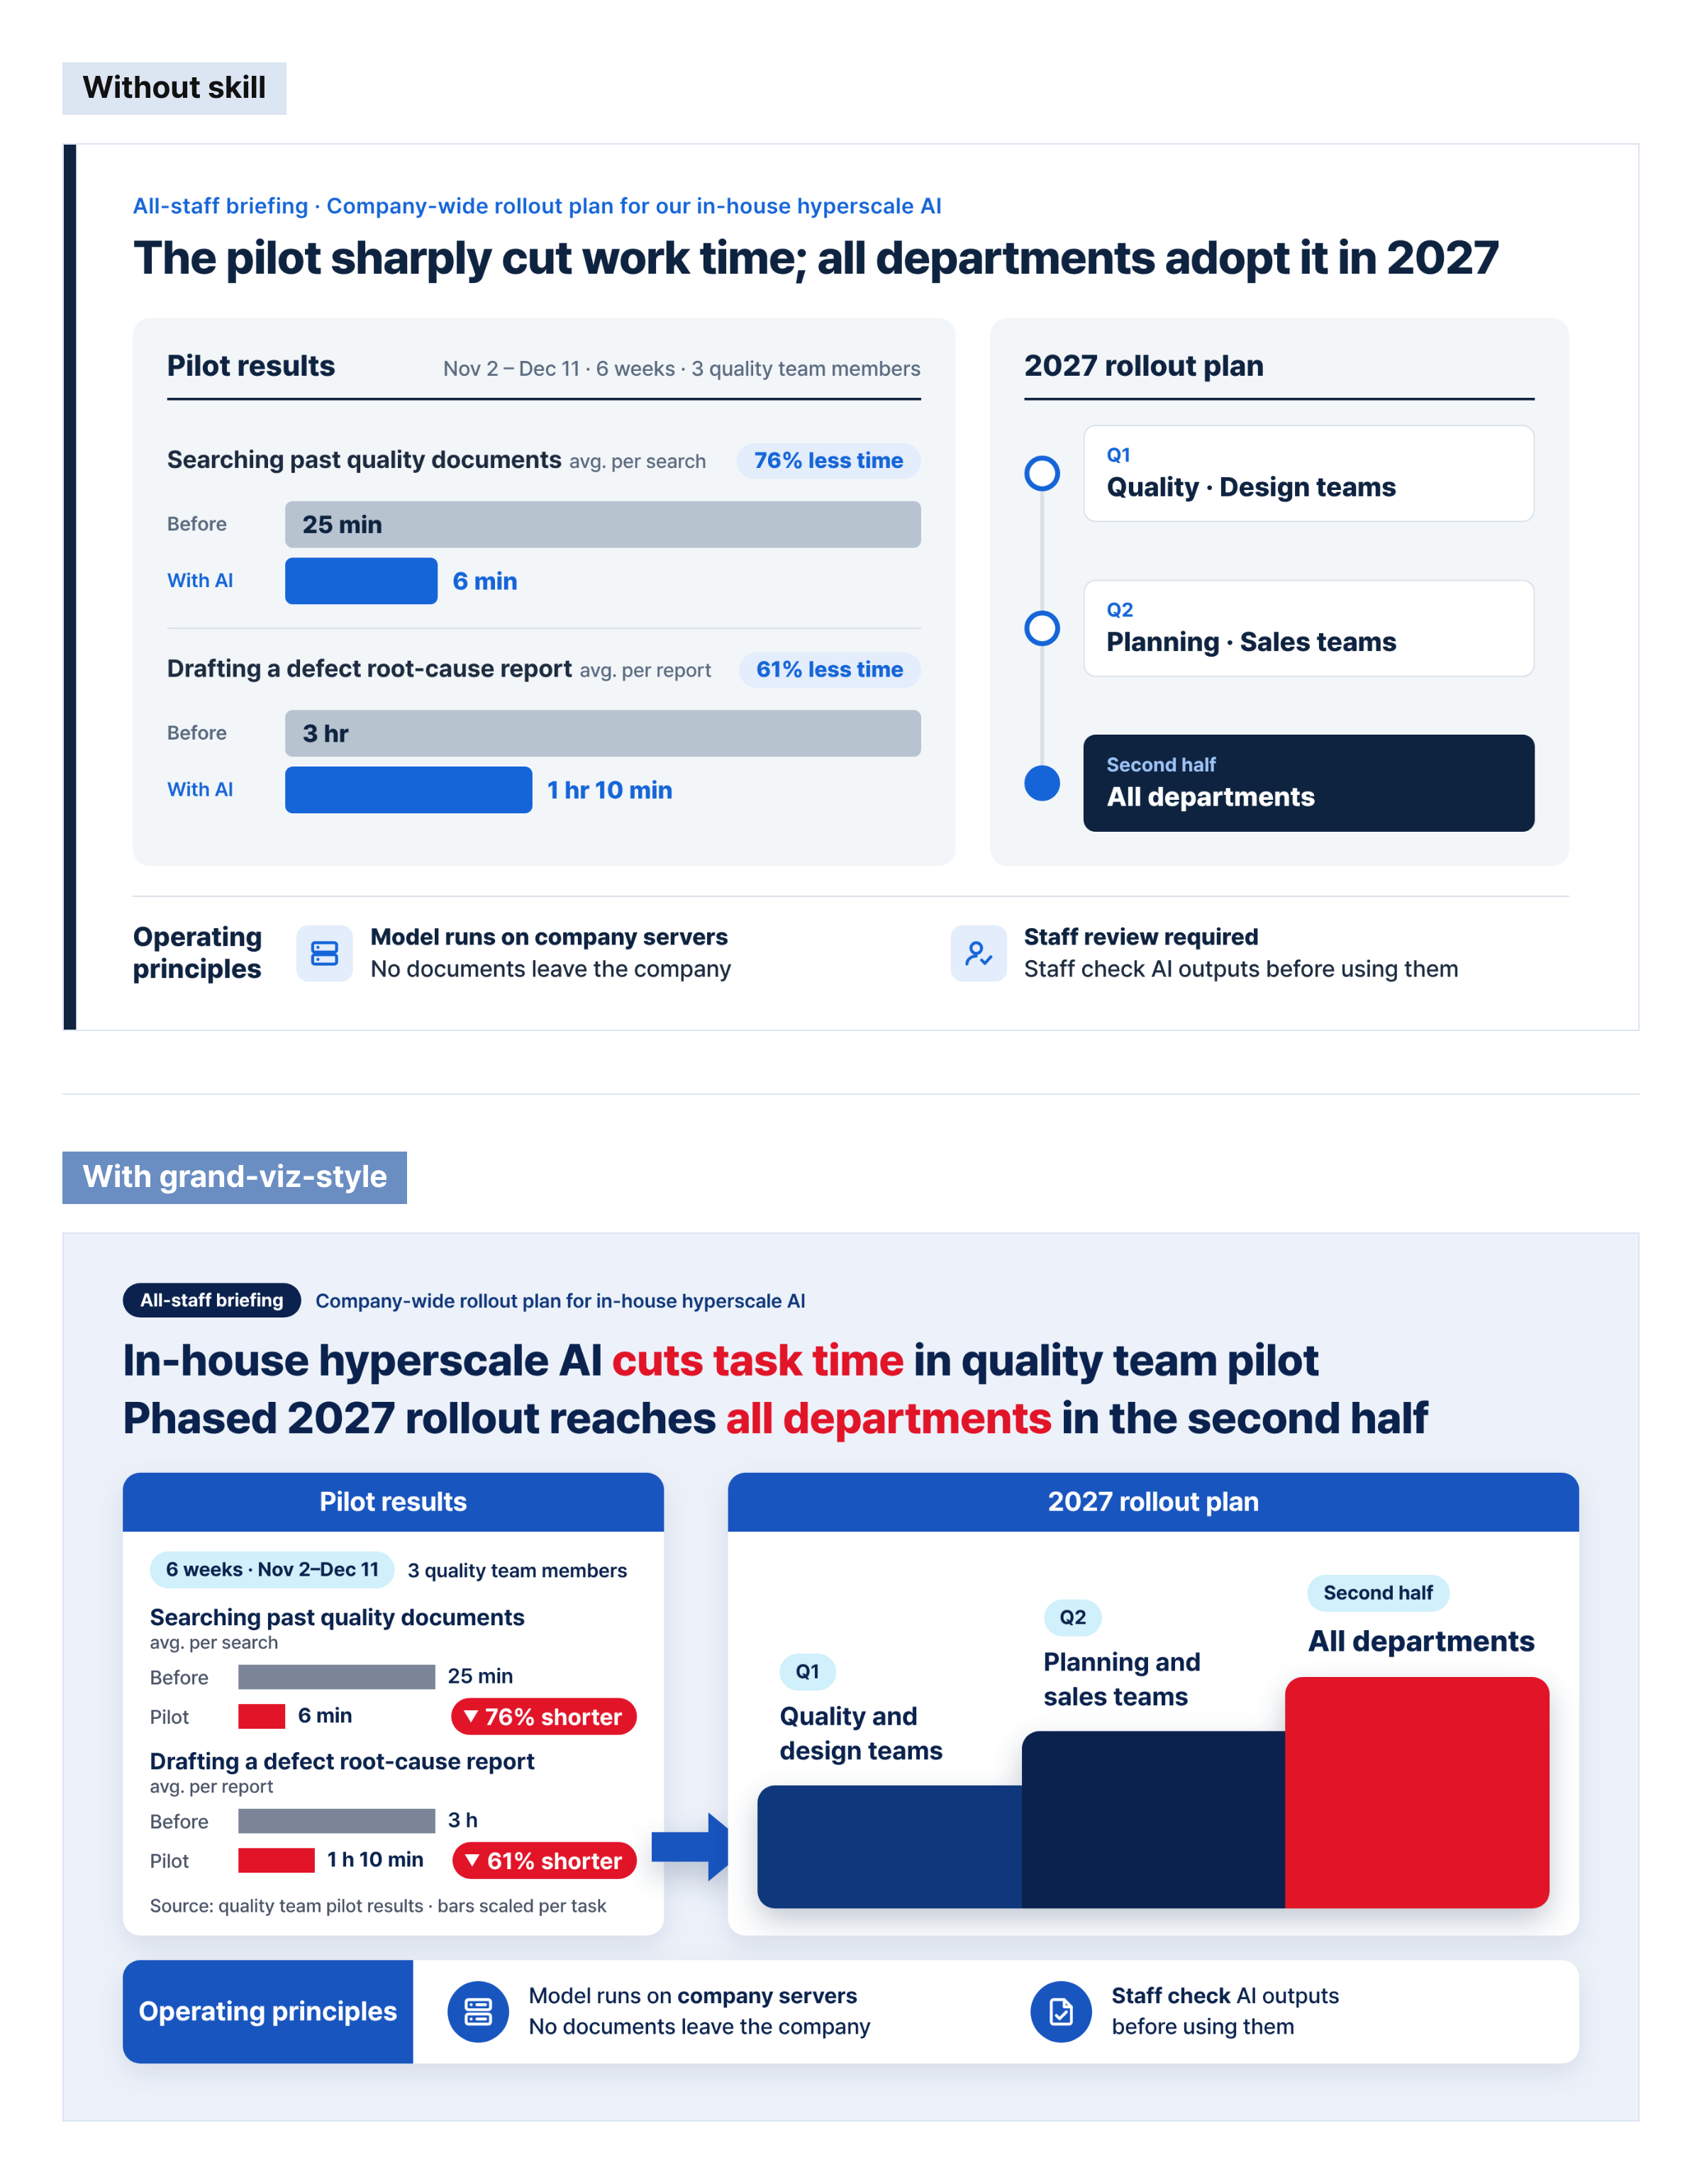 Without skill
All-staff briefing · Company-wide rollout plan for our in-house hyperscale AI
The pilot sharply cut work time; all departments adopt it in 2027
Pilot results
Nov 2 – Dec 11 · 6 weeks · 3 quality team members
Searching past quality documents avg. per search
76% less time
Before
25 min
With AI
6 min
Drafting a defect root-cause report avg. per report
61% less time
Before
3 hr
With AI
1 hr 10 min
2027 rollout plan
Q1
Quality · Design teams
Q2
Planning · Sales teams
Second half
All departments
Operating
principles
Model runs on company servers
No documents leave the company
Staff review required
Staff check AI outputs before using them
With grand-viz-style
All-staff briefing
Company-wide rollout plan for in-house hyperscale AI
In-house hyperscale AI cuts task time in quality team pilot
Phased 2027 rollout reaches all departments in the second half
Pilot results
6 weeks · Nov 2–Dec 11
3 quality team members
Searching past quality documents
avg. per search
Before
25 min
Pilot
6 min
▼ 76% shorter
Drafting a defect root-cause report
avg. per report
Before
3 h
Pilot
1 h 10 min
▼ 61% shorter
Source: quality team pilot results · bars scaled per task
2027 rollout plan
Q1
Quality and
design teams
Q2
Planning and
sales teams
Second half
All departments
Operating principles
Model runs on company servers
No documents leave the company
Staff check AI outputs
before using them